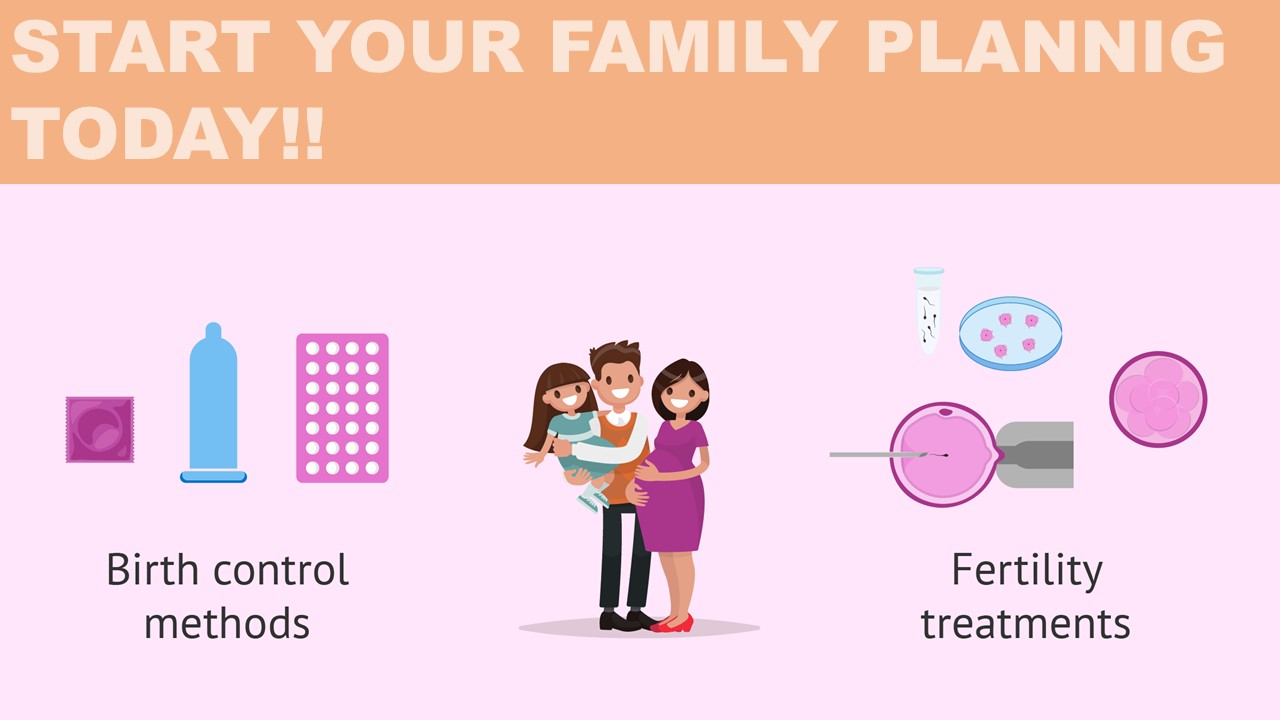 START YOUR FAMILY PLANNIG
TODAY!!
Birth control
methods
Fertility
treatments